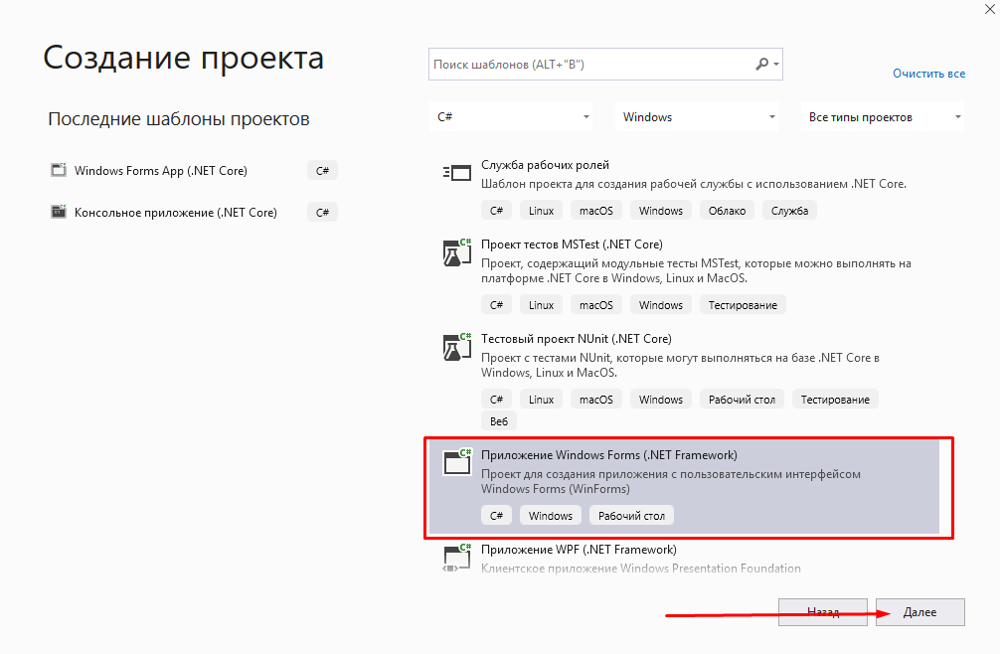 Создание проекта
Последние шаблоны проектов
Windows Forms App (.NET Core) C#
Консольное приложение (.NET Core) C#
Поиск шаблонов (ALT+"В")
Очистить все
C# Windows Все типы проектов
Служба рабочих ролей
Шаблон проекта для создания рабочей службы с использованием .NET Core.
C# Linux macOS Windows Облако Служба
C#
Проект тестов MSTest (.NET Core)
Проект, содержащий модульные тесты MSTest, которые можно выполнять на
платформе .NET Core в Windows, Linux и MacOS.
C# Linux macOS Windows Тестирование
C#
Тестовый проект NUnit (.NET Core)
Проект с тестами NUnit, которые могут выполняться на базе .NET Core в
Windows, Linux и MacOS.
C# Linux macOS Windows Рабочий стол Тестирование
Веб
C#
Приложение Windows Forms (.NET Framework)
Проект для создания приложения с пользовательским интерфейсом
Windows Forms (WinForms)
C# Windows Рабочий стол
C#
Приложение WPF (.NET Framework)
Клиентское приложение Windows Presentation Foundation
Назад Далее